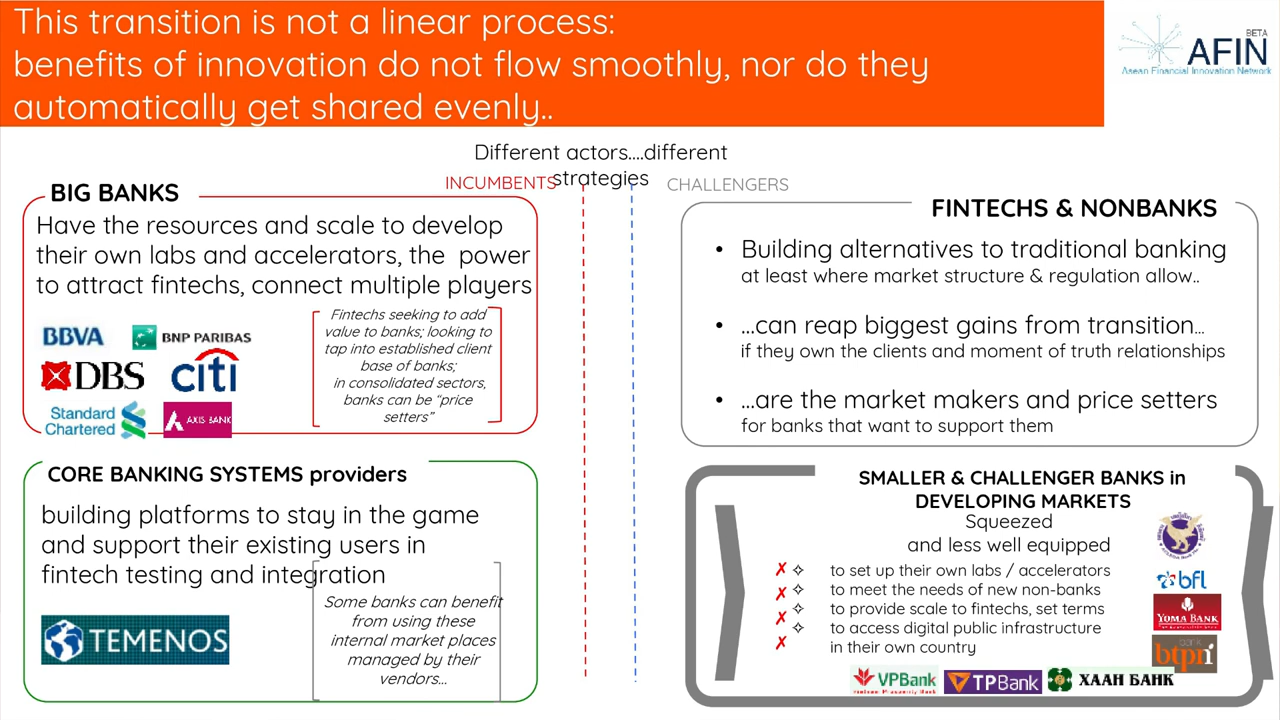 This transition is not a linear process:
benefits of innovation do not flow smoothly, nor do they
automatically get shared evenly..
BETA
AFIN
Asean Financial Innovation Network
Different actors....different
strategies
INCUMBENTS
CHALLENGERS
BIG BANKS
Have the resources and scale to develop
their own labs and accelerators, the power
to attract fintechs, connect multiple players
BBVA
BNP PARIBAS
DBS
citi
Standard
Chartered
AXIS BANK
Fintechs seeking to add
value to banks; looking to
tap into established client
base of banks;
in consolidated sectors,
banks can be “price
setters”
FINTECHS & NONBANKS
• Building alternatives to traditional banking
at least where market structure & regulation allow..
• ...can reap biggest gains from transition...
if they own the clients and moment of truth relationships
• ...are the market makers and price setters
for banks that want to support them
CORE BANKING SYSTEMS providers
building platforms to stay in the game
and support their existing users in
fintech testing and integration
TEMENOS
Some banks can benefit
from using these
internal market places
managed by their
vendors...
SMALLER & CHALLENGER BANKS in
DEVELOPING MARKETS
Squeezed
and less well equipped
✗ ✧ to set up their own labs / accelerators
✗ ✧ to meet the needs of new non-banks
✗ ✧ to provide scale to fintechs, set terms
✗ ✧ to access digital public infrastructure
in their own country
bfl
YOMA BANK
bank
btpn
VPBank
TPBank
ХААН БАНК